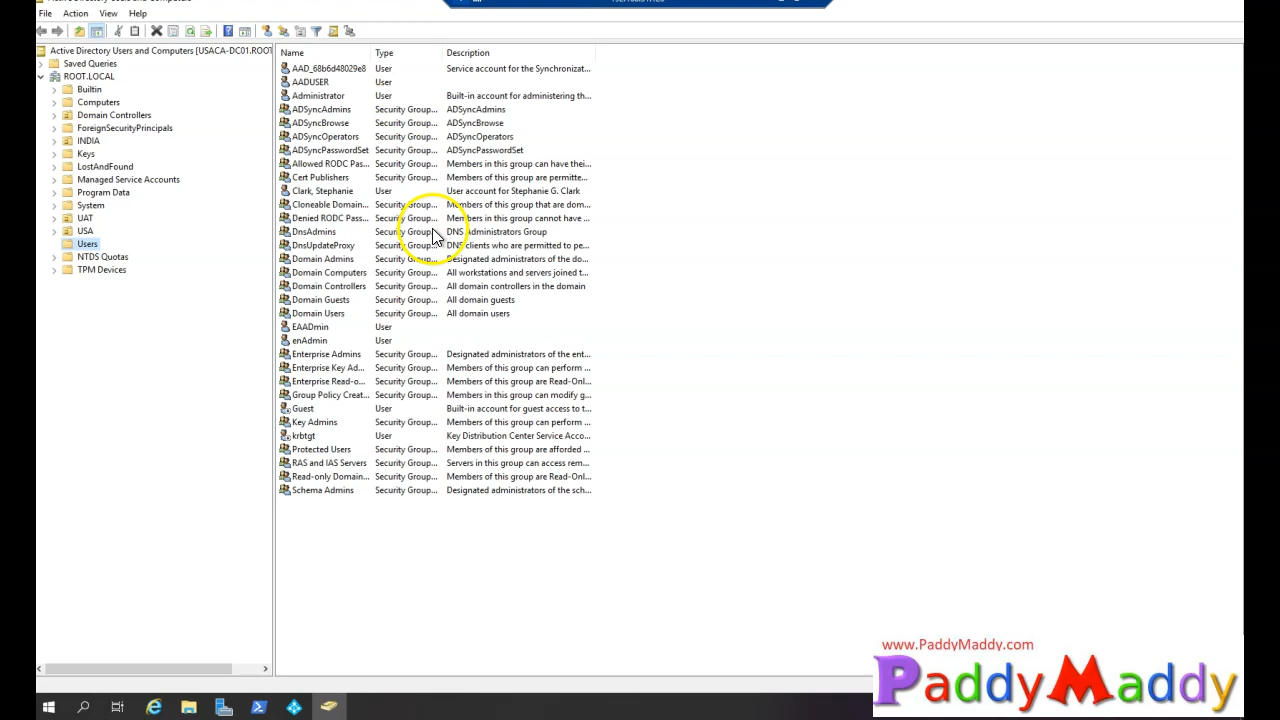 File Action View Help
Active Directory Users and Computers [USACA-DC01.ROOT
Saved Queries
ROOT.LOCAL
Builtin
Computers
Domain Controllers
ForeignSecurityPrincipals
INDIA
Keys
LostAndFound
Managed Service Accounts
Program Data
System
UAT
USA
Users
NTDS Quotas
TPM Devices
Name Type Description
AAD_68b6d48029e8 User Service account for the Synchronizat...
AADUSER User
Administrator User Built-in account for administering th...
ADSyncAdmins Security Group... ADSyncAdmins
ADSyncBrowse Security Group... ADSyncBrowse
ADSyncOperators Security Group... ADSyncOperators
ADSyncPasswordSet Security Group... ADSyncPasswordSet
Allowed RODC Pas... Security Group... Members in this group can have thei...
Cert Publishers Security Group... Members of this group are permitte...
Clark, Stephanie User User account for Stephanie G. Clark
Cloneable Domain... Security Group... Members of this group that are dom...
Denied RODC Pass... Security Group... Members in this group cannot have ...
DnsAdmins Security Group... DNS Administrators Group
DnsUpdateProxy Security Group... DNS clients who are permitted to pe...
Domain Admins Security Group... Designated administrators of the do...
Domain Computers Security Group... All workstations and servers joined t...
Domain Controllers Security Group... All domain controllers in the domain
Domain Guests Security Group... All domain guests
Domain Users Security Group... All domain users
EAADmin User
enAdmin User
Enterprise Admins Security Group... Designated administrators of the ent...
Enterprise Key Ad... Security Group... Members of this group can perform ...
Enterprise Read-o... Security Group... Members of this group are Read-Onl...
Group Policy Creat... Security Group... Members in this group can modify g...
Guest User Built-in account for guest access to t...
Key Admins Security Group... Members of this group can perform ...
krbtgt User Key Distribution Center Service Acco...
Protected Users Security Group... Members of this group are afforded ...
RAS and IAS Servers Security Group... Servers in this group can access rem...
Read-only Domain... Security Group... Members of this group are Read-Onl...
Schema Admins Security Group... Designated administrators of the sch...
www.PaddyMaddy.com
PaddyMaddy